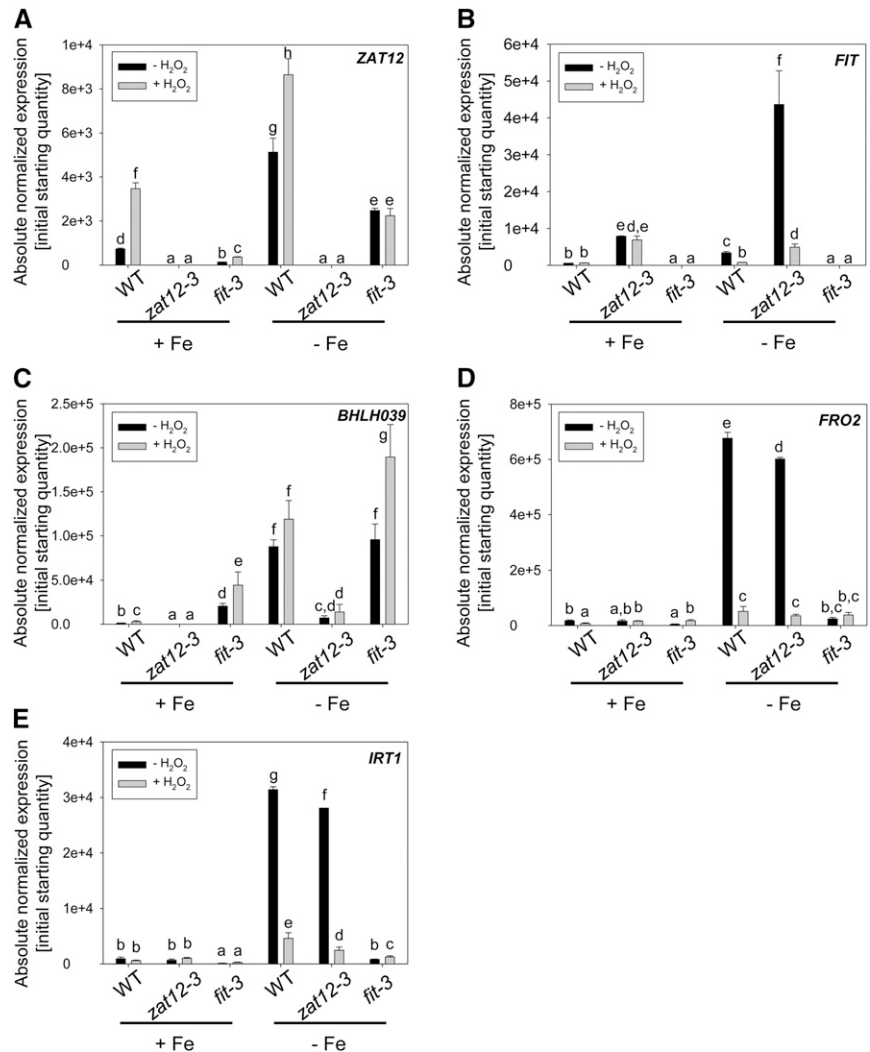 A
Absolute normalized expression
[initial starting quantity]
1e+4
8e+3
6e+3
4e+3
2e+3
0
- H₂O₂
+ H₂O₂
ZAT12
d f a a b c g h a a e e
WT zat12-3 fit-3 WT zat12-3 fit-3
+ Fe - Fe
B
Absolute normalized expression
[initial starting quantity]
6e+4
5e+4
4e+4
3e+4
2e+4
1e+4
0
- H₂O₂
+ H₂O₂
FIT
b b e d,e a a c b f d a a
WT zat12-3 fit-3 WT zat12-3 fit-3
+ Fe - Fe
C
Absolute normalized expression
[initial starting quantity]
2.5e+5
2.0e+5
1.5e+5
1.0e+5
5.0e+4
0.0
- H₂O₂
+ H₂O₂
BHLH039
b c a a d e f f c,d d f g
WT zat12-3 fit-3 WT zat12-3 fit-3
+ Fe - Fe
D
Absolute normalized expression
[initial starting quantity]
8e+5
6e+5
4e+5
2e+5
0
- H₂O₂
+ H₂O₂
FRO2
b a a,b b a b e c d c b,c b,c
WT zat12-3 fit-3 WT zat12-3 fit-3
+ Fe - Fe
E
Absolute normalized expression
[initial starting quantity]
4e+4
3e+4
2e+4
1e+4
0
- H₂O₂
+ H₂O₂
IRT1
b b b b a a g e f d b c
WT zat12-3 fit-3 WT zat12-3 fit-3
+ Fe - Fe